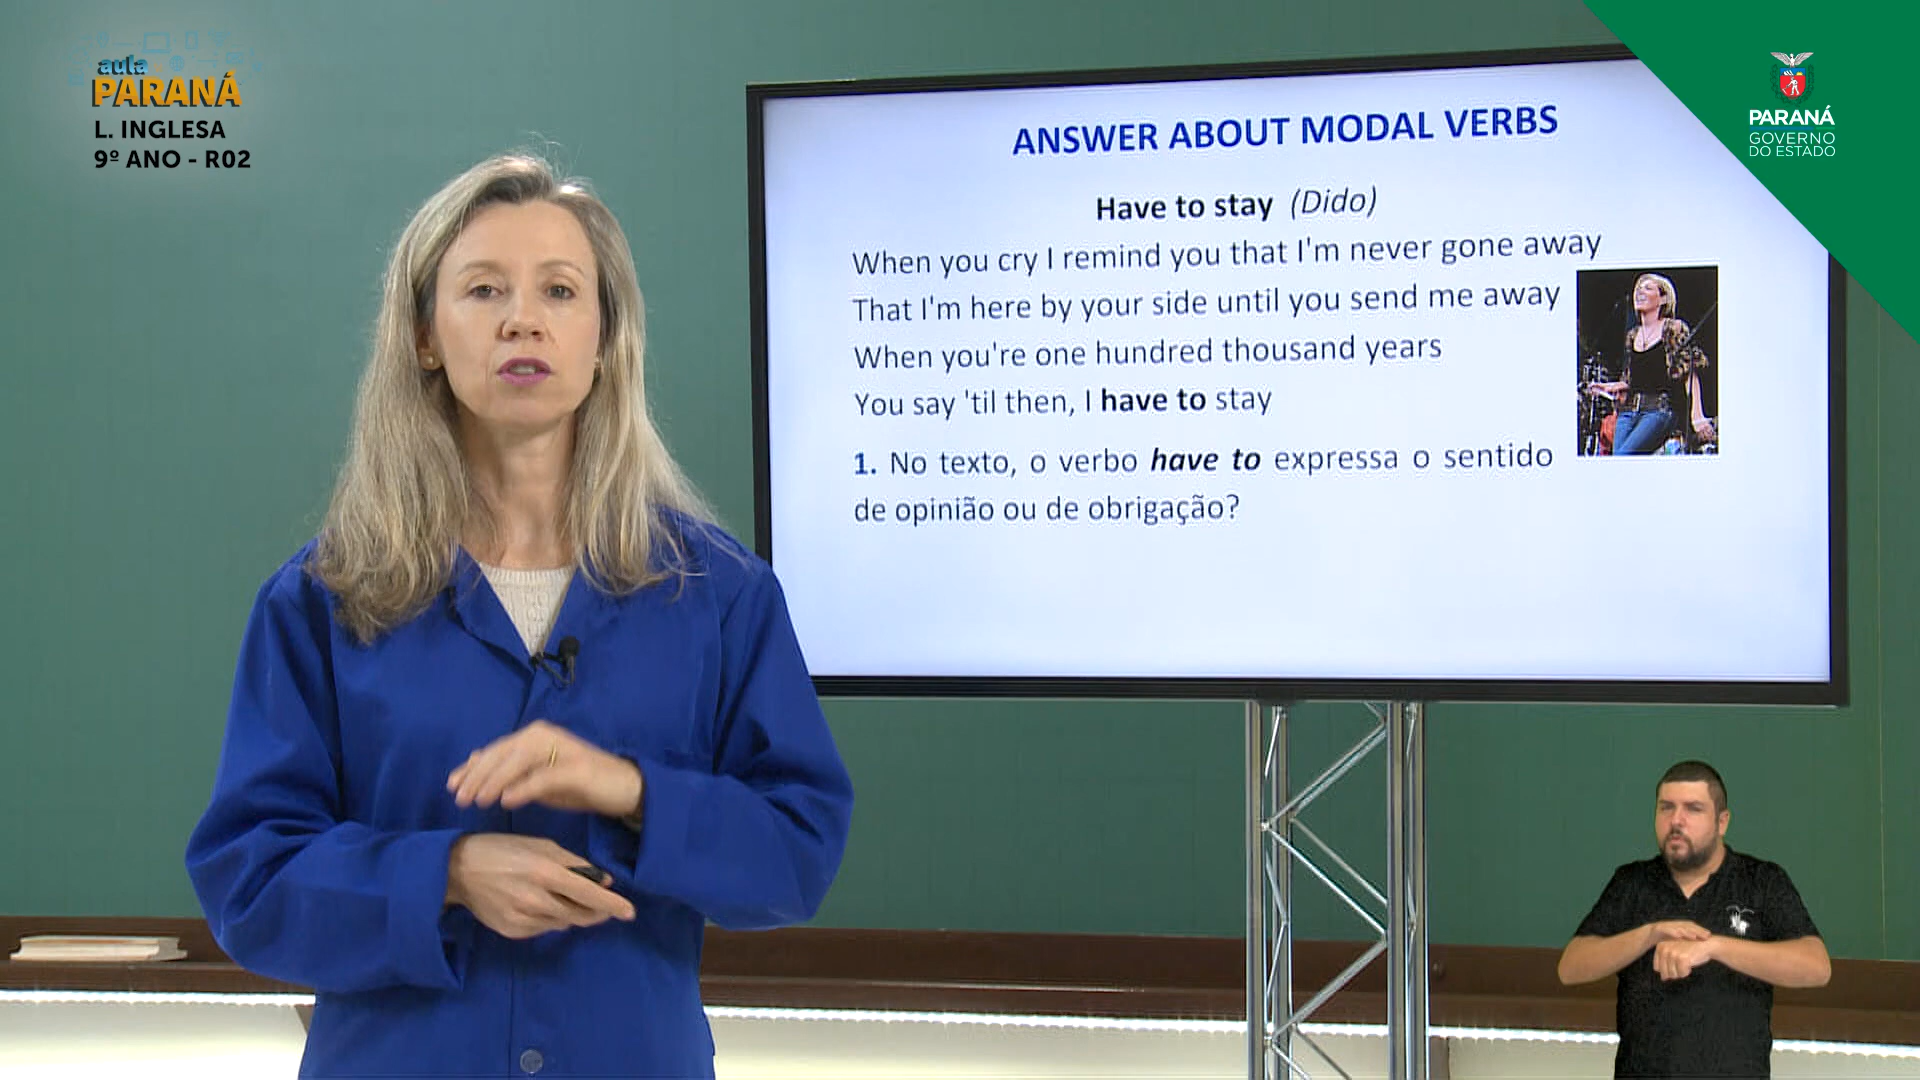 aula
PARANÁ
L. INGLESA
9º ANO - R02
ANSWER ABOUT MODAL VERBS
Have to stay (Dido)
When you cry I remind you that I'm never gone away
That I'm here by your side until you send me away
When you're one hundred thousand years
You say 'til then, I have to stay
1. No texto, o verbo have to expressa o sentido
de opinião ou de obrigação?
PARANÁ
GOVERNO
DO ESTADO